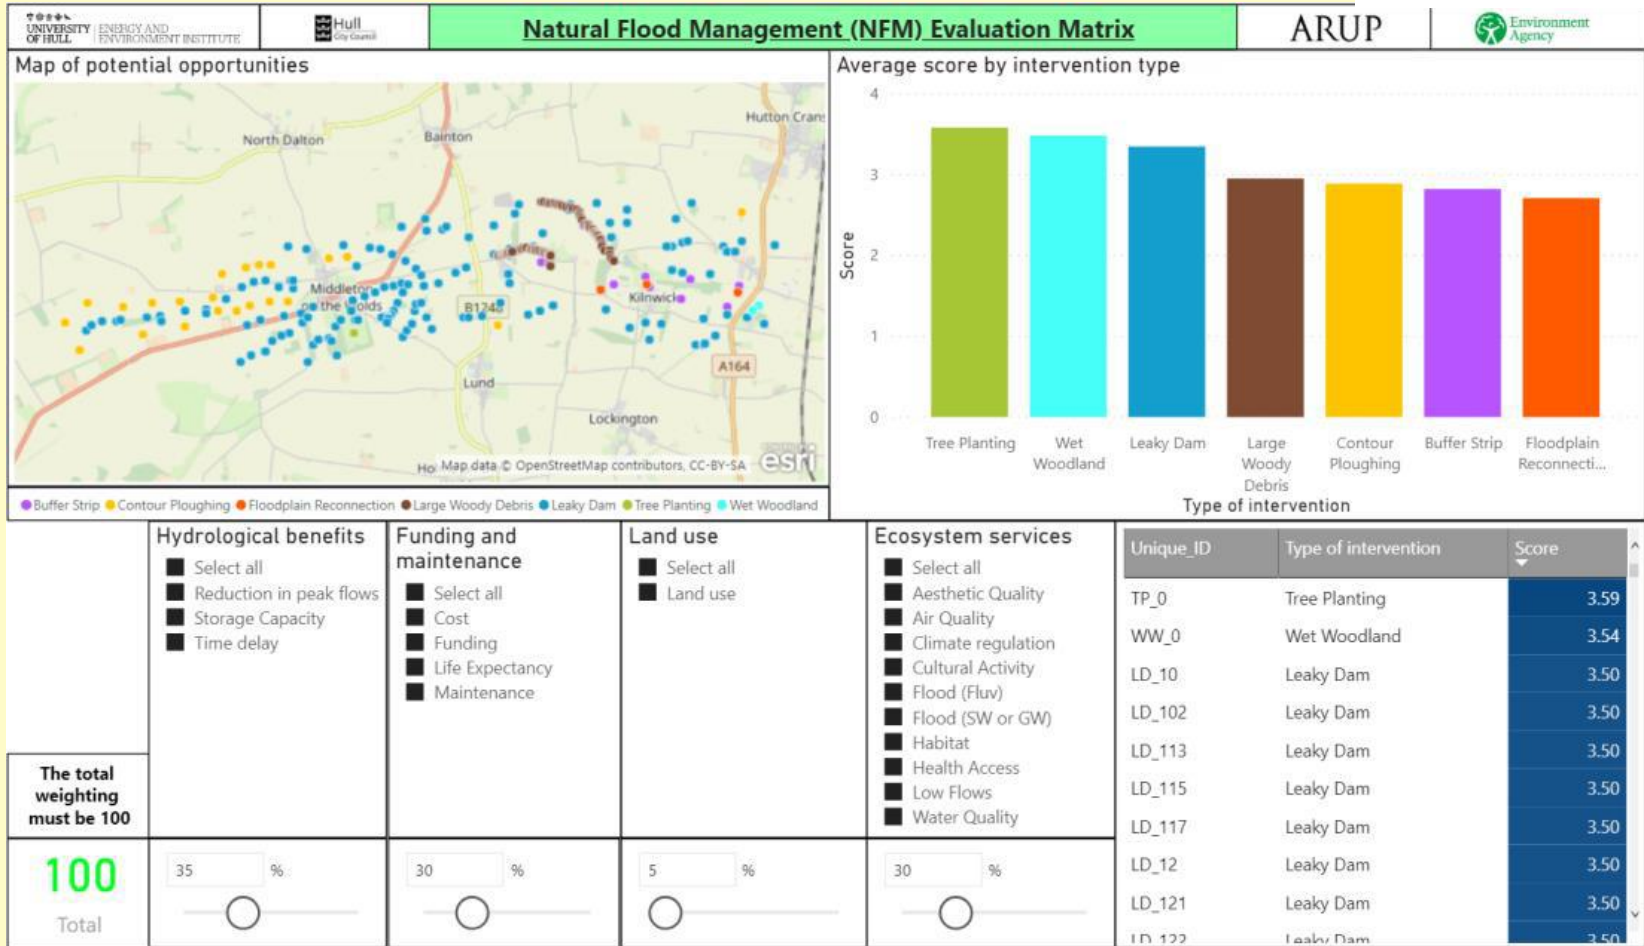 UNIVERSITY OF HULL
ENERGY AND ENVIRONMENT INSTITUTE
Hull
City Council
Natural Flood Management (NFM) Evaluation Matrix
ARUP
Environment
Agency
Map of potential opportunities
North Dalton
Bainton
Hutton Cran
Middleton
B1248
Kilnwick
A164
Lund
Lockington
Map data © OpenStreetMap contributors, CC-BY-SA
esri
Buffer Strip Contour Ploughing Floodplain Reconnection Large Woody Debris Leaky Dam Tree Planting Wet Woodland
Average score by intervention type
4
3
2
1
0
Score
Tree Planting
Wet
Woodland
Leaky Dam
Large
Woody
Debris
Contour
Ploughing
Buffer Strip
Floodplain
Reconnecti...
Type of intervention
The total
weighting
must be 100
100
Total
Hydrological benefits
Select all
Reduction in peak flows
Storage Capacity
Time delay
35 %
Funding and
maintenance
Select all
Cost
Funding
Life Expectancy
Maintenance
30 %
Land use
Select all
Land use
5 %
Ecosystem services
Select all
Aesthetic Quality
Air Quality
Climate regulation
Cultural Activity
Flood (Fluv)
Flood (SW or GW)
Habitat
Health Access
Low Flows
Water Quality
30 %
Unique_ID Type of intervention Score
TP_0 Tree Planting 3.59
WW_0 Wet Woodland 3.54
LD_10 Leaky Dam 3.50
LD_102 Leaky Dam 3.50
LD_113 Leaky Dam 3.50
LD_115 Leaky Dam 3.50
LD_117 Leaky Dam 3.50
LD_12 Leaky Dam 3.50
LD_121 Leaky Dam 3.50
LD_122 Leaky Dam 3.50